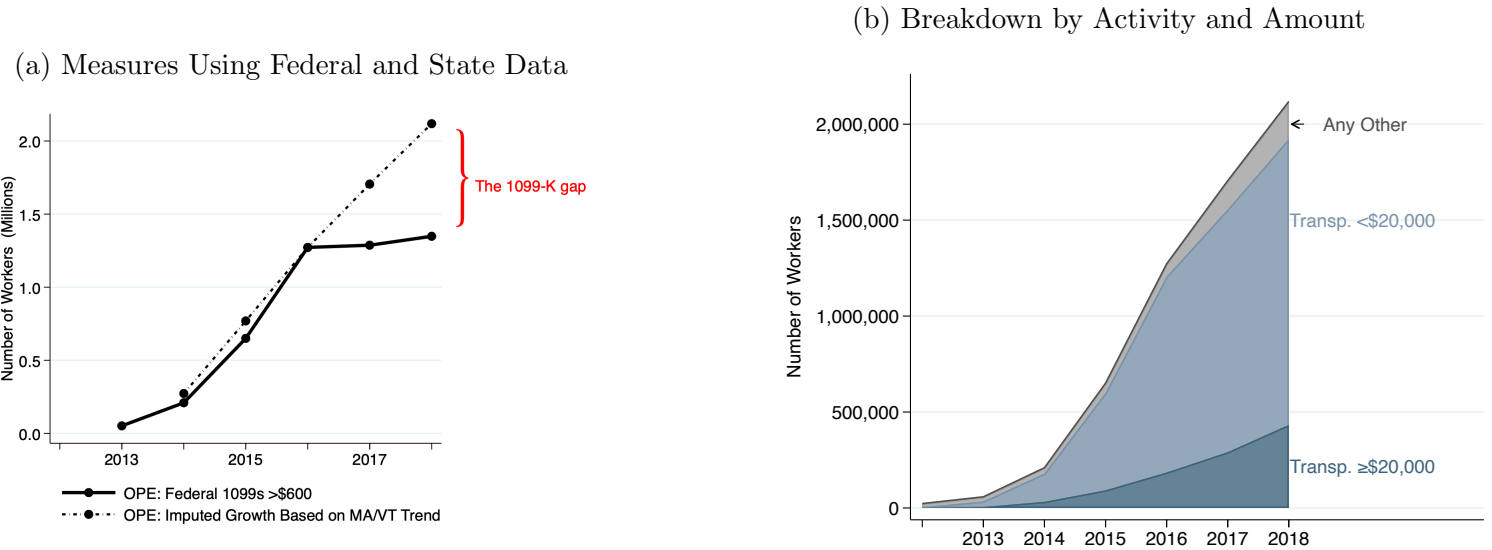 (a) Measures Using Federal and State Data
Number of Workers (Millions)
2.0
1.5
1.0
0.5
0.0
2013
2015
2017
The 1099-K gap
OPE: Federal 1099s >$600
OPE: Imputed Growth Based on MA/VT Trend
(b) Breakdown by Activity and Amount
Number of Workers
2,000,000
1,500,000
1,000,000
500,000
0
2013
2014
2015
2016
2017
2018
Any Other
Transp. <$20,000
Transp. ≥$20,000